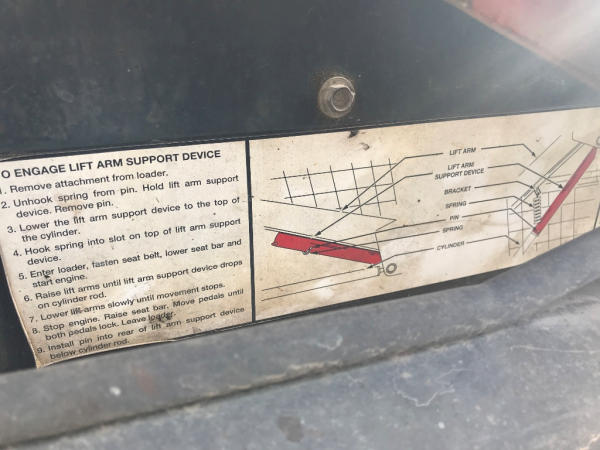 O ENGAGE LIFT ARM SUPPORT DEVICE
1. Remove attachment from loader.
2. Unhook spring from pin. Hold lift arm support
device. Remove pin.
3. Lower the lift arm support device to the top of
the cylinder.
4. Hook spring into slot on top of lift arm support
device.
5. Enter loader, fasten seat belt, lower seat bar and
start engine.
6. Raise lift arms until lift arm support device drops
on cylinder rod.
7. Lower lift arms slowly until movement stops.
8. Stop engine. Raise seat bar. Move pedals until
both pedals lock. Leave loader.
9. Install pin into rear of lift arm support device
below cylinder rod.
LIFT ARM
LIFT ARM
SUPPORT DEVICE
BRACKET
SPRING
PIN
SPRING
CYLINDER